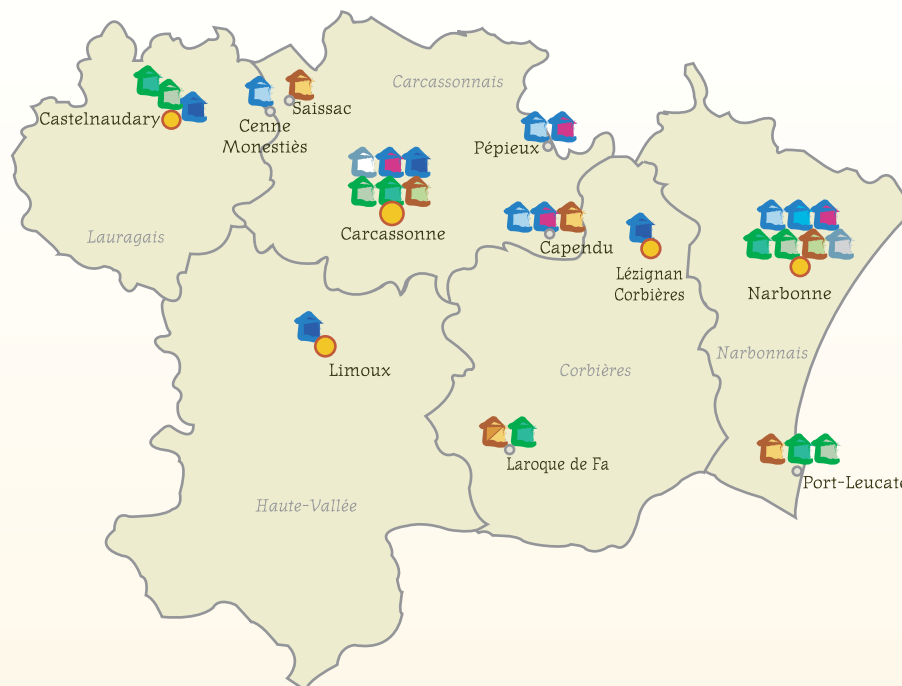 Carcassonnais
Saissac
Castelnaudary
Cenne
Monestiès
Pépieux
Lauragais
Carcassonne
Capendu
Lézignan
Corbières
Narbonne
Narbonnais
Limoux
Corbières
Laroque de Fa
Port-Leucate
Haute-Vallée